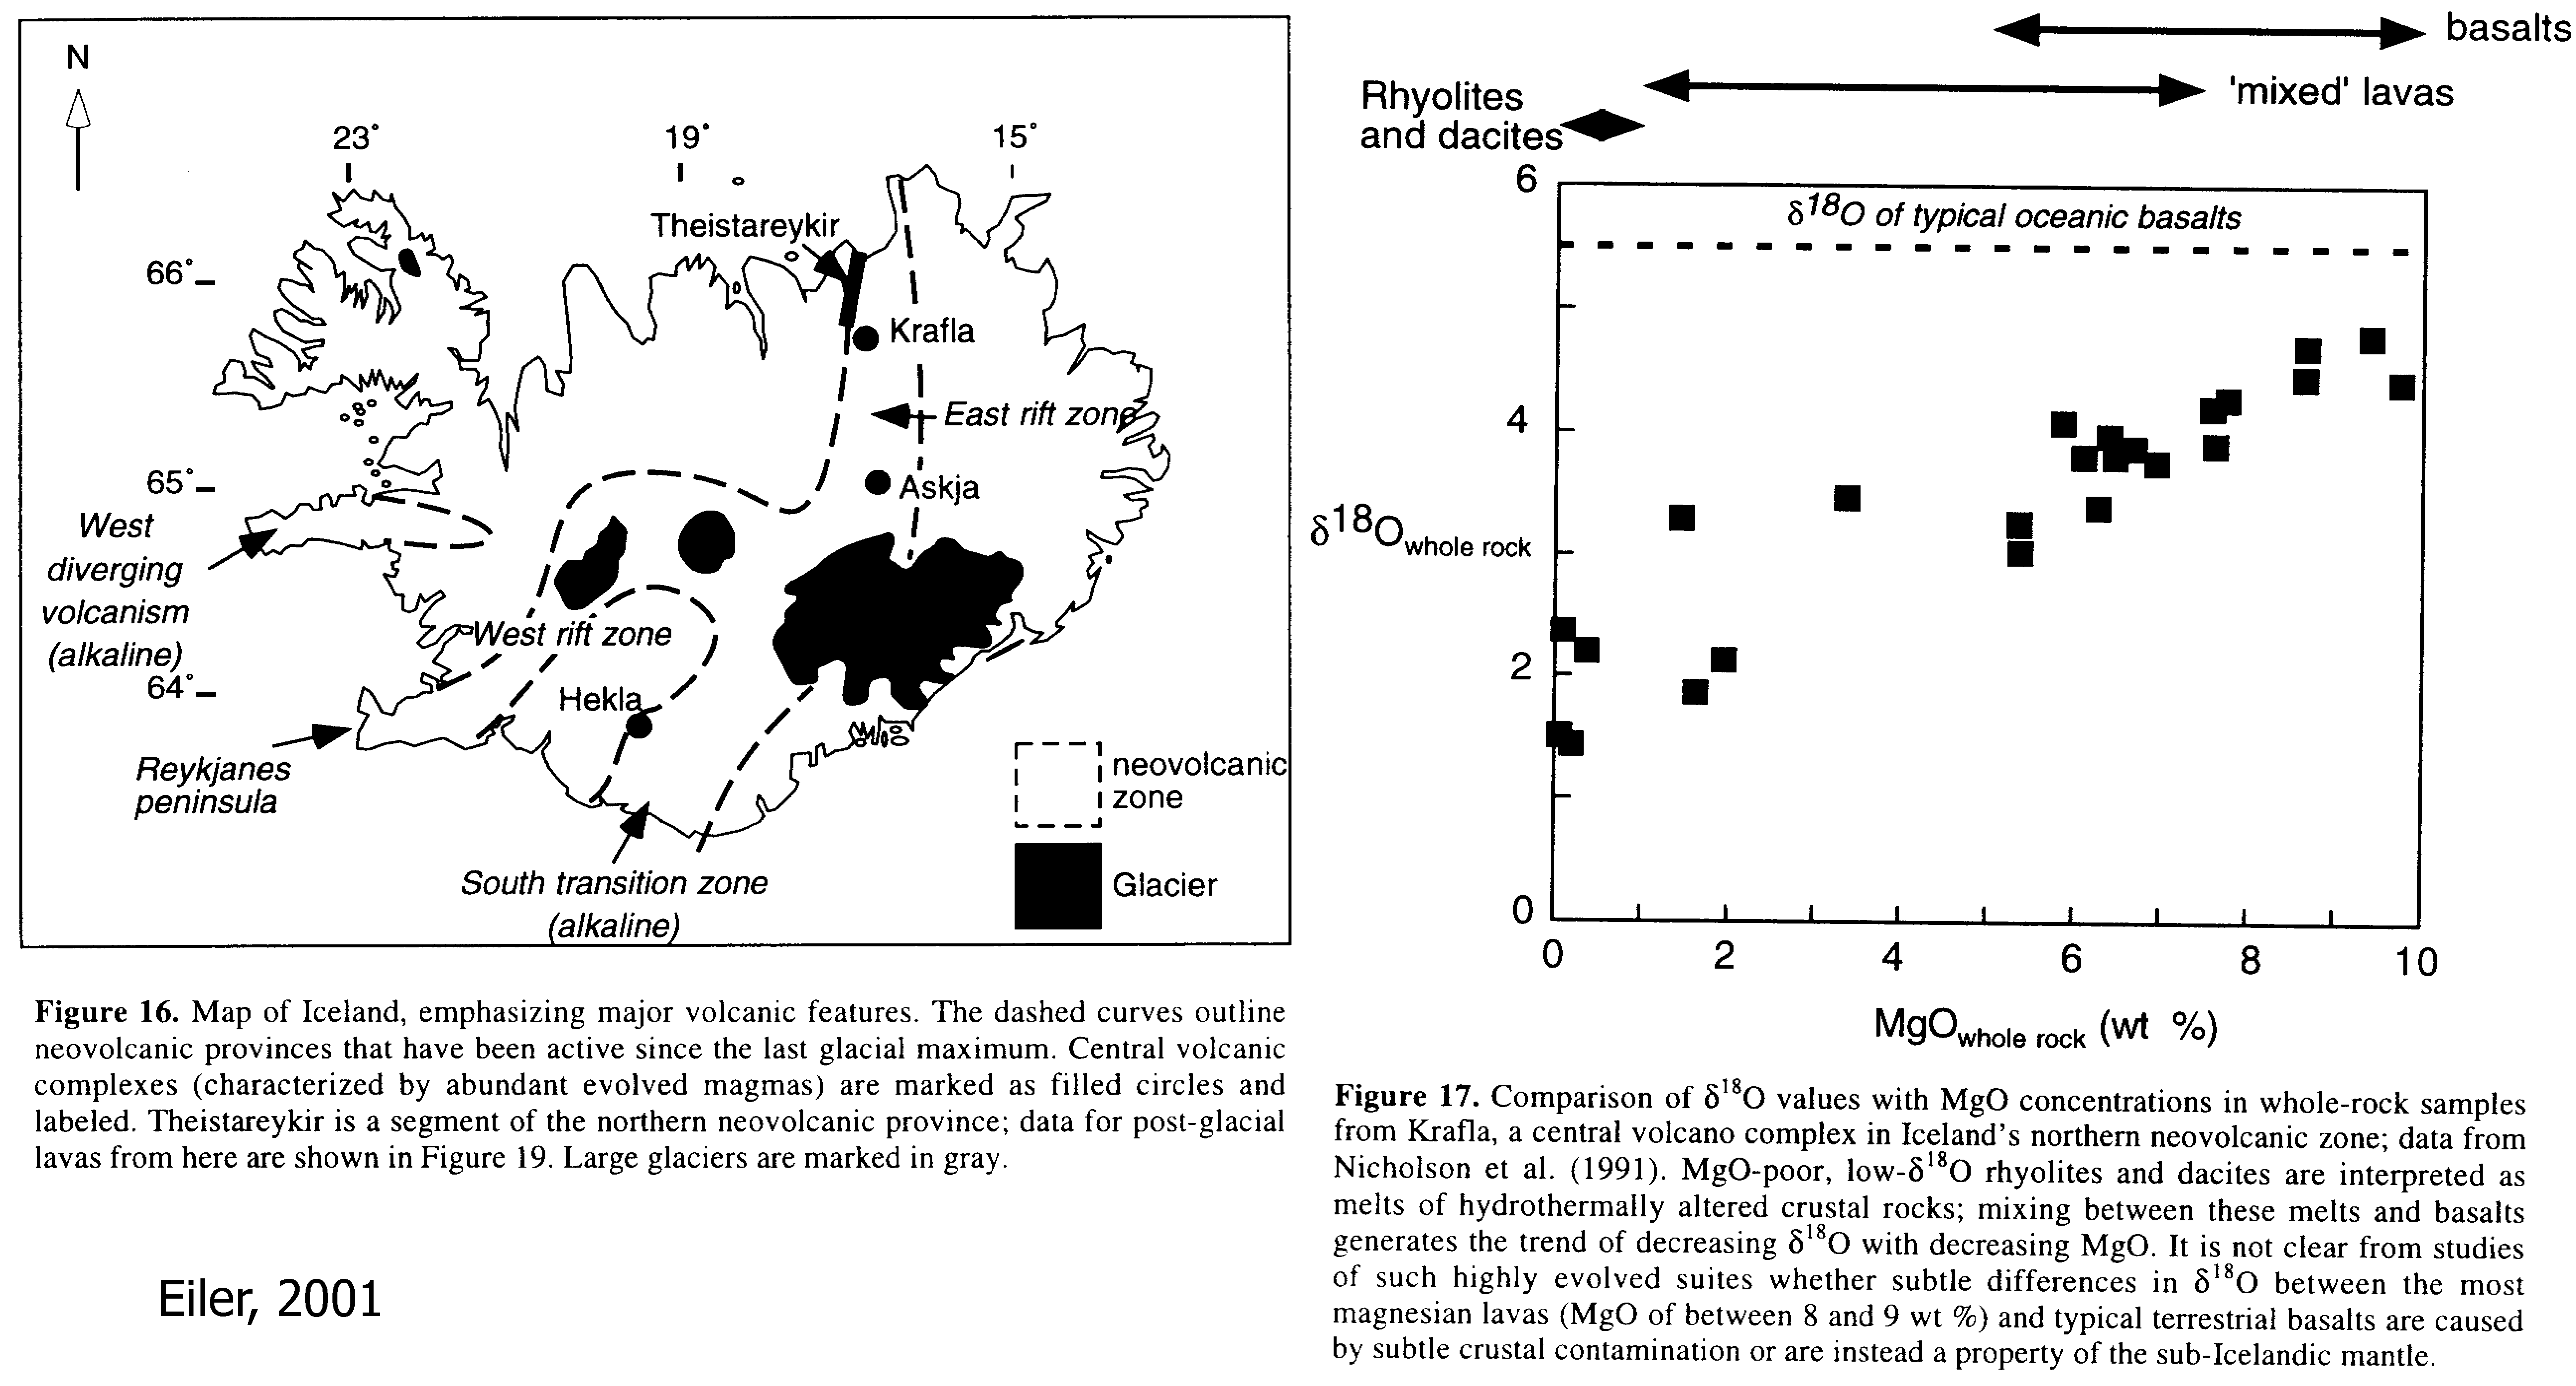 N
23°
19°
15°
Theistareykir
66°
Krafla
East rift zone
65°
Askja
West
diverging
volcanism
(alkaline)
West rift zone
64°
Hekla
Reykjanes
peninsula
neovolcanic
zone
South transition zone
(alkaline)
Glacier
Figure 16. Map of Iceland, emphasizing major volcanic features. The dashed curves outline
neovolcanic provinces that have been active since the last glacial maximum. Central volcanic
complexes (characterized by abundant evolved magmas) are marked as filled circles and
labeled. Theistareykir is a segment of the northern neovolcanic province; data for post-glacial
lavas from here are shown in Figure 19. Large glaciers are marked in gray.
Eiler, 2001
basalts
'mixed' lavas
Rhyolites
and dacites
6
δ18O of typical oceanic basalts
4
δ18O whole rock
2
0
0 2 4 6 8 10
MgO whole rock (wt %)
Figure 17. Comparison of δ18O values with MgO concentrations in whole-rock samples
from Krafla, a central volcano complex in Iceland's northern neovolcanic zone; data from
Nicholson et al. (1991). MgO-poor, low-δ18O rhyolites and dacites are interpreted as
melts of hydrothermally altered crustal rocks; mixing between these melts and basalts
generates the trend of decreasing δ18O with decreasing MgO. It is not clear from studies
of such highly evolved suites whether subtle differences in δ18O between the most
magnesian lavas (MgO of between 8 and 9 wt %) and typical terrestrial basalts are caused
by subtle crustal contamination or are instead a property of the sub-Icelandic mantle.